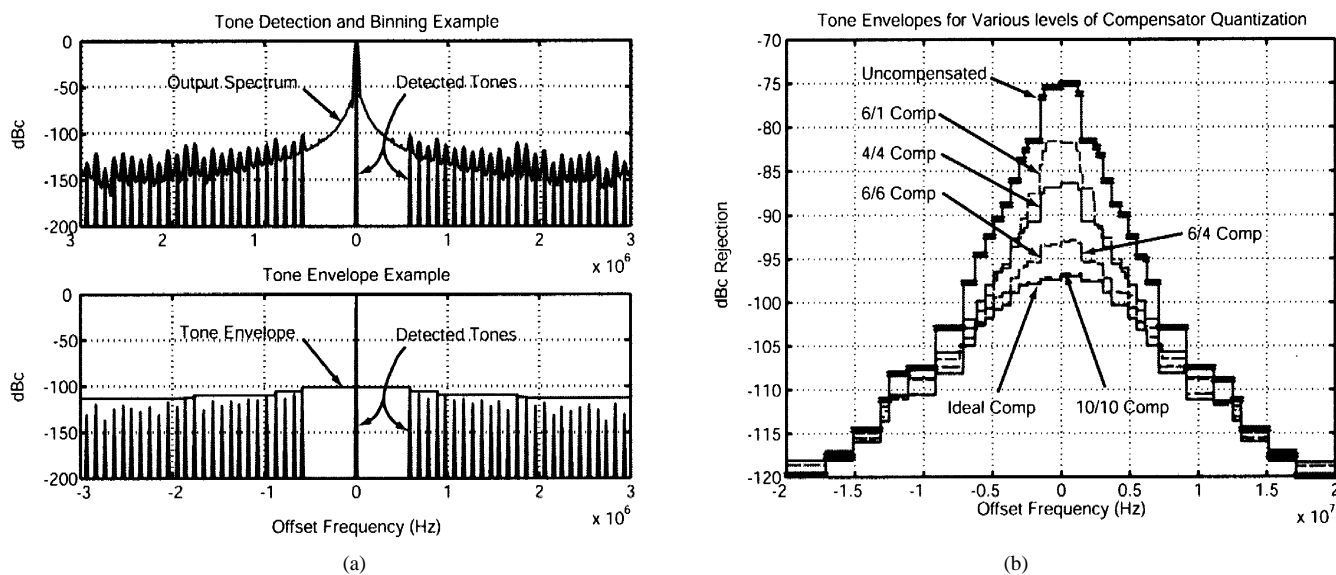 Tone Detection and Binning Example
0
-50
-100
-150
-200
dBc
Output Spectrum
Detected Tones
3
2
-1
0
1
2
3
x 10^6
Tone Envelope Example
0
-50
-100
-150
-200
dBc
Tone Envelope
Detected Tones
-3
-2
-1
0
1
2
3
x 10^6
Offset Frequency (Hz)
(a)
Tone Envelopes for Various levels of Compensator Quantization
-70
-75
-80
-85
-90
-95
-100
-105
-110
-115
-120
dBc Rejection
Uncompensated
6/1 Comp
4/4 Comp
6/6 Comp
6/4 Comp
Ideal Comp
10/10 Comp
-2
-1.5
-1
-0.5
0
0.5
1
1.5
2
x 10^7
Offset Frequency (Hz)
(b)